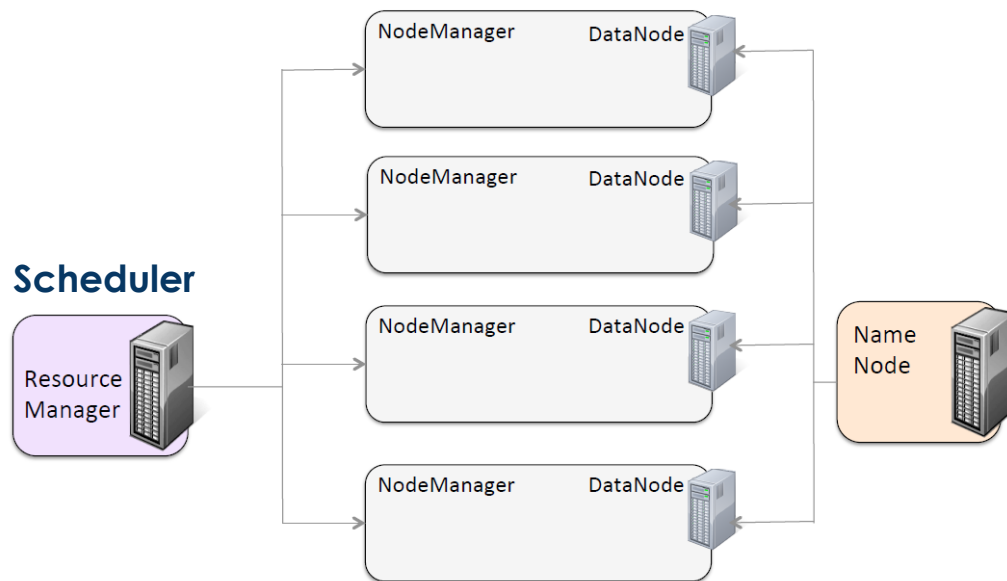 NodeManager DataNode
NodeManager DataNode
Scheduler
Resource
Manager
NodeManager DataNode
Name
Node
NodeManager DataNode